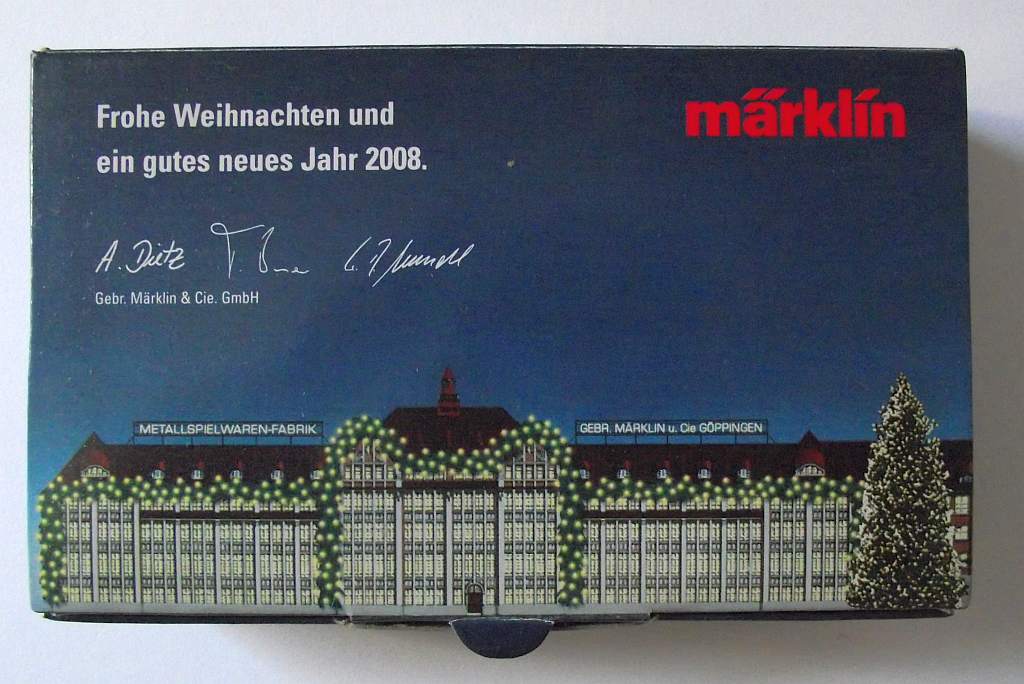 Frohe Weihnachten und
ein gutes neues Jahr 2008.
märklin
A. Dietz
Gebr. Märklin & Cie. GmbH
METALLSPIELWAREN-FABRIK
GEBR. MÄRKLIN u. Cie GÖPPINGEN